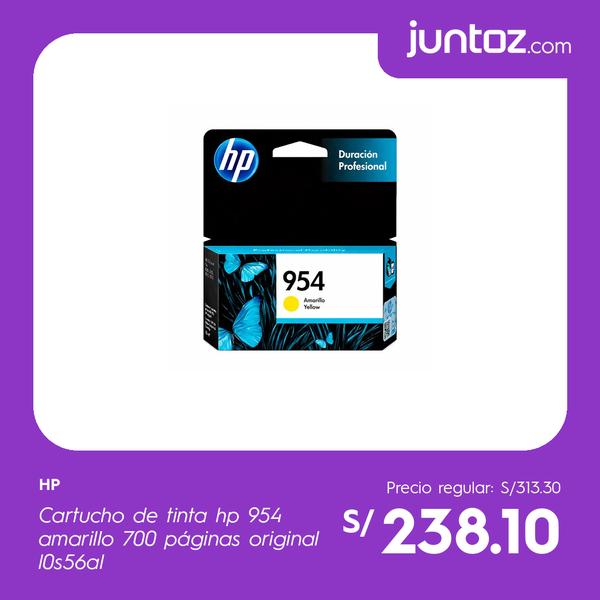 juntoz.com
hp
Duración
Profesional
954
Amarillo
Yellow
HP
Precio regular: S/313.30
Cartucho de tinta hp 954
amarillo 700 páginas original
l0s56al
S/ 238.10